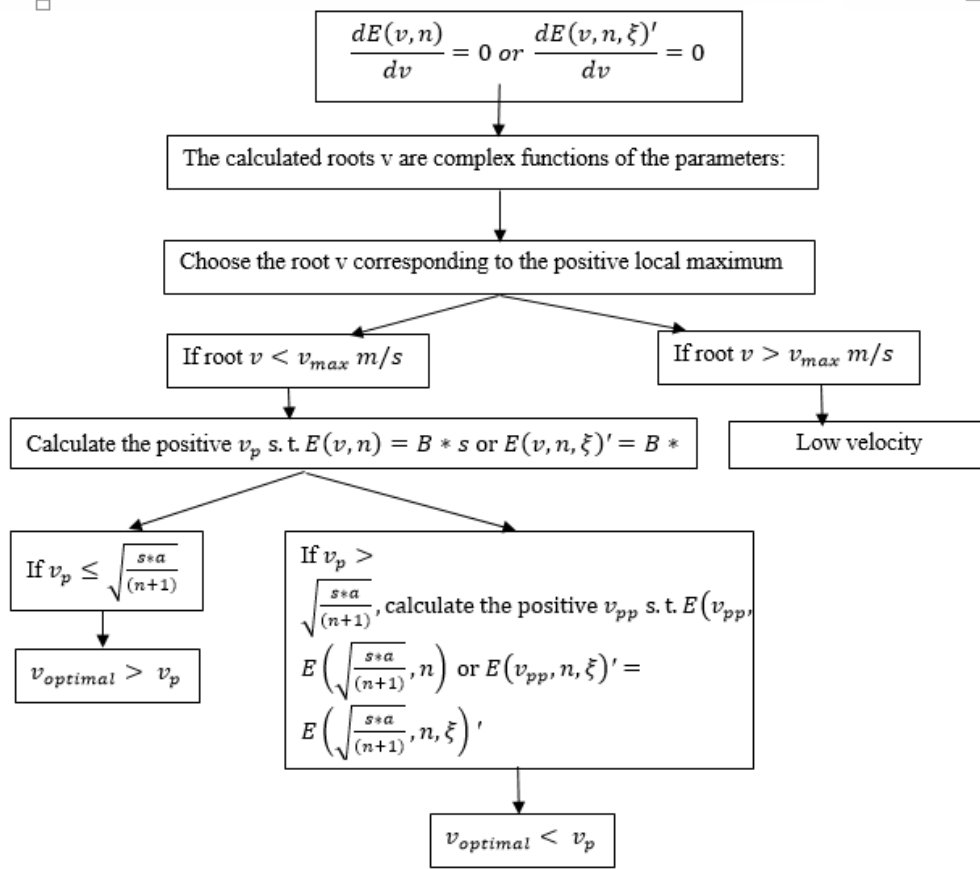 dE(v,n)/dv = 0 or dE(v,n,ξ)′/dv = 0
The calculated roots v are complex functions of the parameters:
Choose the root v corresponding to the positive local maximum
If root v < v_max m/s
If root v > v_max m/s
Calculate the positive v_p s.t. E(v,n) = B * s or E(v,n,ξ)′ = B *
Low velocity
If v_p ≤ √(s*a/(n+1))
If v_p >
√(s*a/(n+1)), calculate the positive v_pp s.t. E(v_pp,
E(√(s*a/(n+1)),n) or E(v_pp,n,ξ)′ =
E(√(s*a/(n+1)),n,ξ)′
v_optimal > v_p
v_optimal < v_p